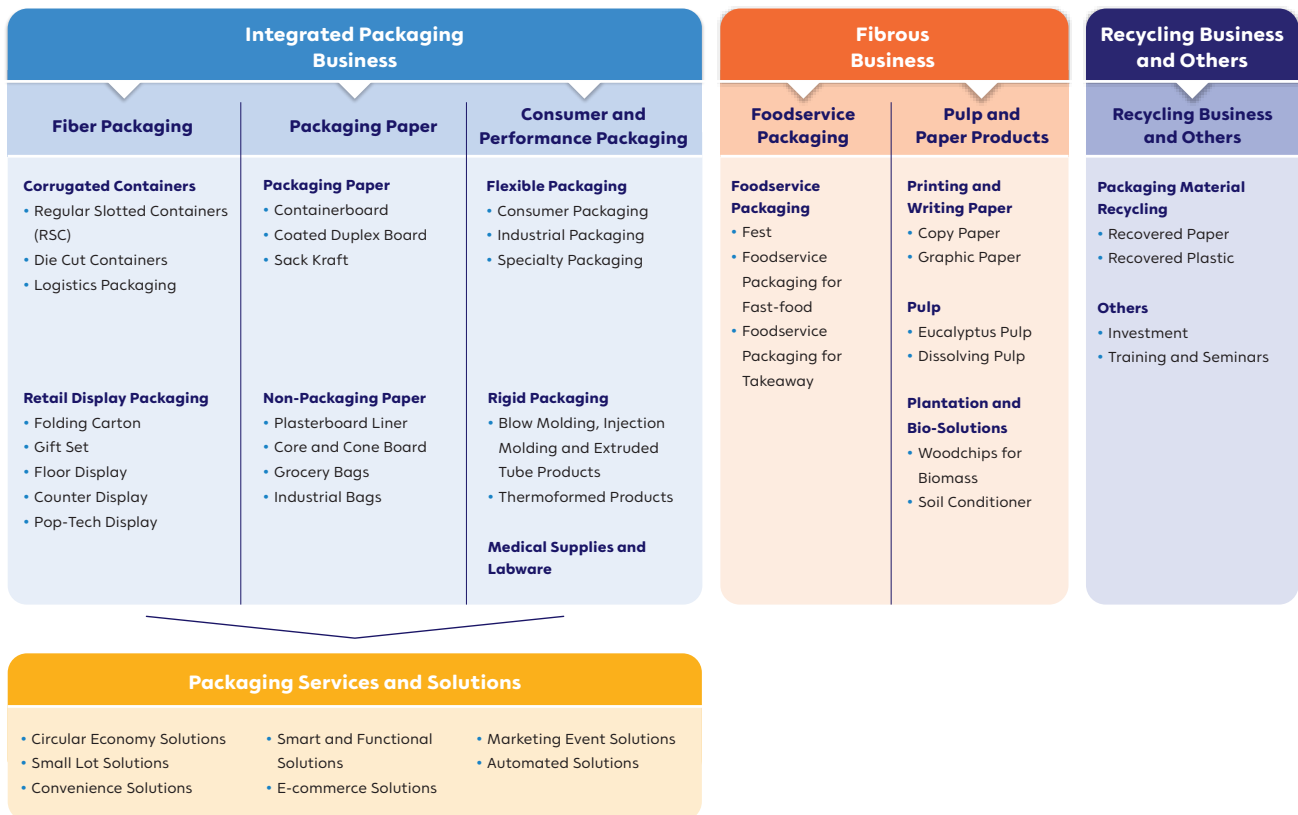 Integrated Packaging
Business
Fiber Packaging
Corrugated Containers
• Regular Slotted Containers
(RSC)
• Die Cut Containers
• Logistics Packaging
Retail Display Packaging
• Folding Carton
• Gift Set
• Floor Display
• Counter Display
• Pop-Tech Display
Packaging Paper
Packaging Paper
• Containerboard
• Coated Duplex Board
• Sack Kraft
Non-Packaging Paper
• Plasterboard Liner
• Core and Cone Board
• Grocery Bags
• Industrial Bags
Consumer and
Performance Packaging
Flexible Packaging
• Consumer Packaging
• Industrial Packaging
• Specialty Packaging
Rigid Packaging
• Blow Molding, Injection
Molding and Extruded
Tube Products
• Thermoformed Products
Medical Supplies and
Labware
Fibrous
Business
Foodservice
Packaging
Foodservice
Packaging
• Fest
• Foodservice
Packaging for
Fast-food
• Foodservice
Packaging for
Takeaway
Pulp and
Paper Products
Printing and
Writing Paper
• Copy Paper
• Graphic Paper
Pulp
• Eucalyptus Pulp
• Dissolving Pulp
Plantation and
Bio-Solutions
• Woodchips for
Biomass
• Soil Conditioner
Recycling Business
and Others
Recycling Business
and Others
Packaging Material
Recycling
• Recovered Paper
• Recovered Plastic
Others
• Investment
• Training and Seminars
Packaging Services and Solutions
• Circular Economy Solutions
• Small Lot Solutions
• Convenience Solutions
• Smart and Functional
Solutions
• E-commerce Solutions
• Marketing Event Solutions
• Automated Solutions